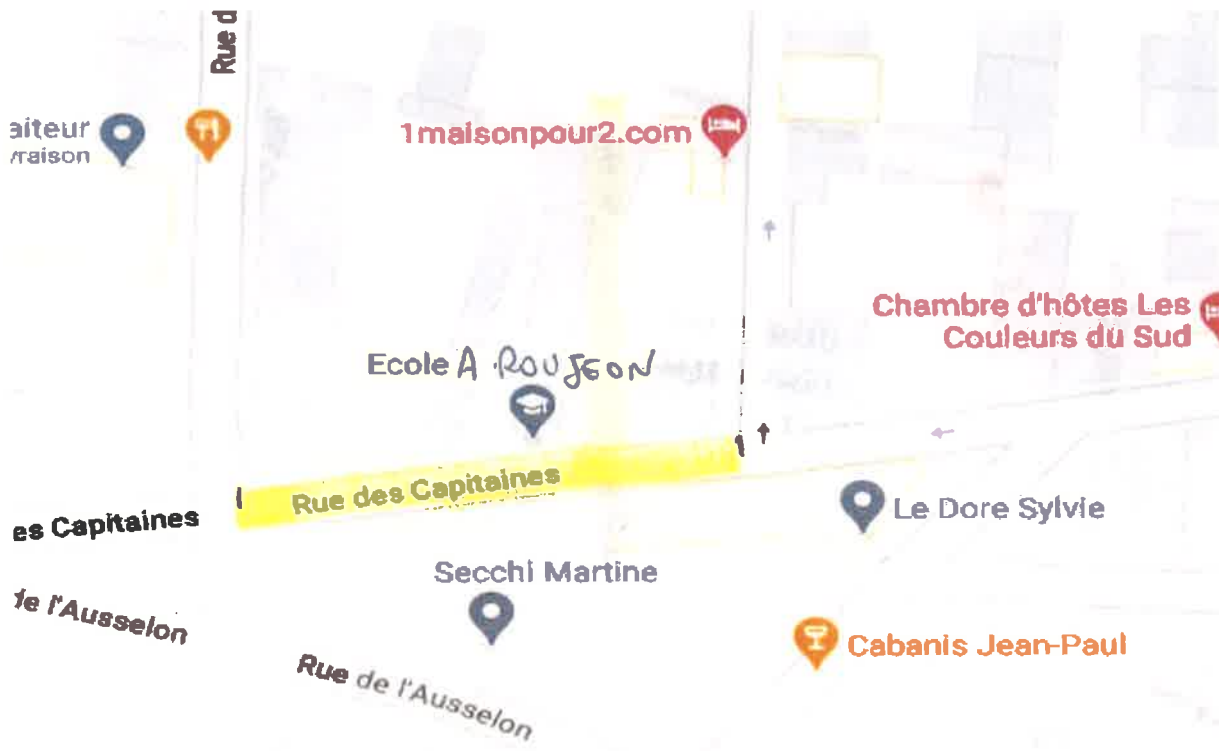 Rue d
aiteur
vraison
1maisonpour2.com
Chambre d'hôtes Les
Couleurs du Sud
Ecole A. ROUJEON
Rue des Capitaines
es Capitaines
Le Dore Sylvie
Secchi Martine
de l'Ausselon
Cabanis Jean-Paul
Rue de l'Ausselon